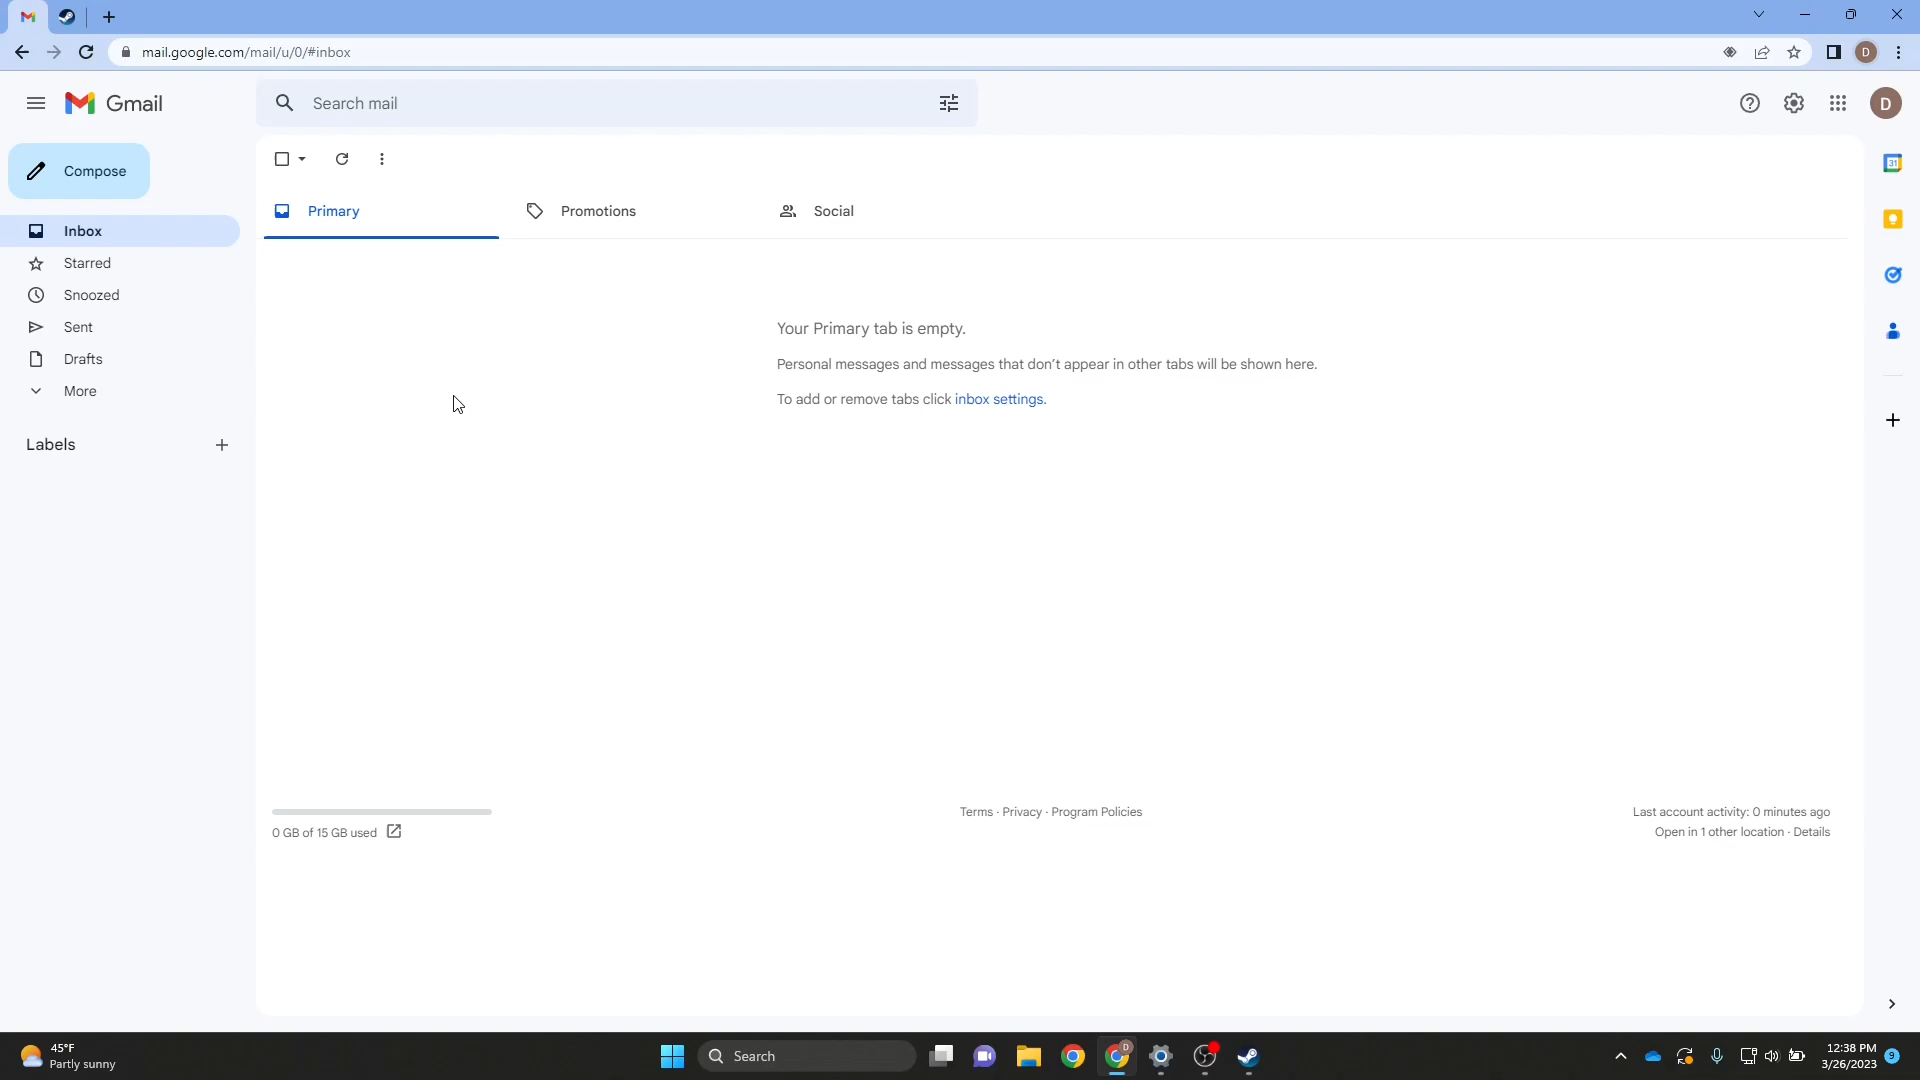 mail.google.com/mail/u/0/#inbox
D
Gmail
Search mail
D
Compose
31
Primary
Promotions
Social
Inbox
Starred
Snoozed
Sent
Drafts
More
Labels
Your Primary tab is empty.
Personal messages and messages that don't appear in other tabs will be shown here.
To add or remove tabs click inbox settings.
0 GB of 15 GB used
Terms · Privacy · Program Policies
Last account activity: 0 minutes ago
Open in 1 other location · Details
45°F
Partly sunny
Search
D
12:38 PM
3/26/2023
9